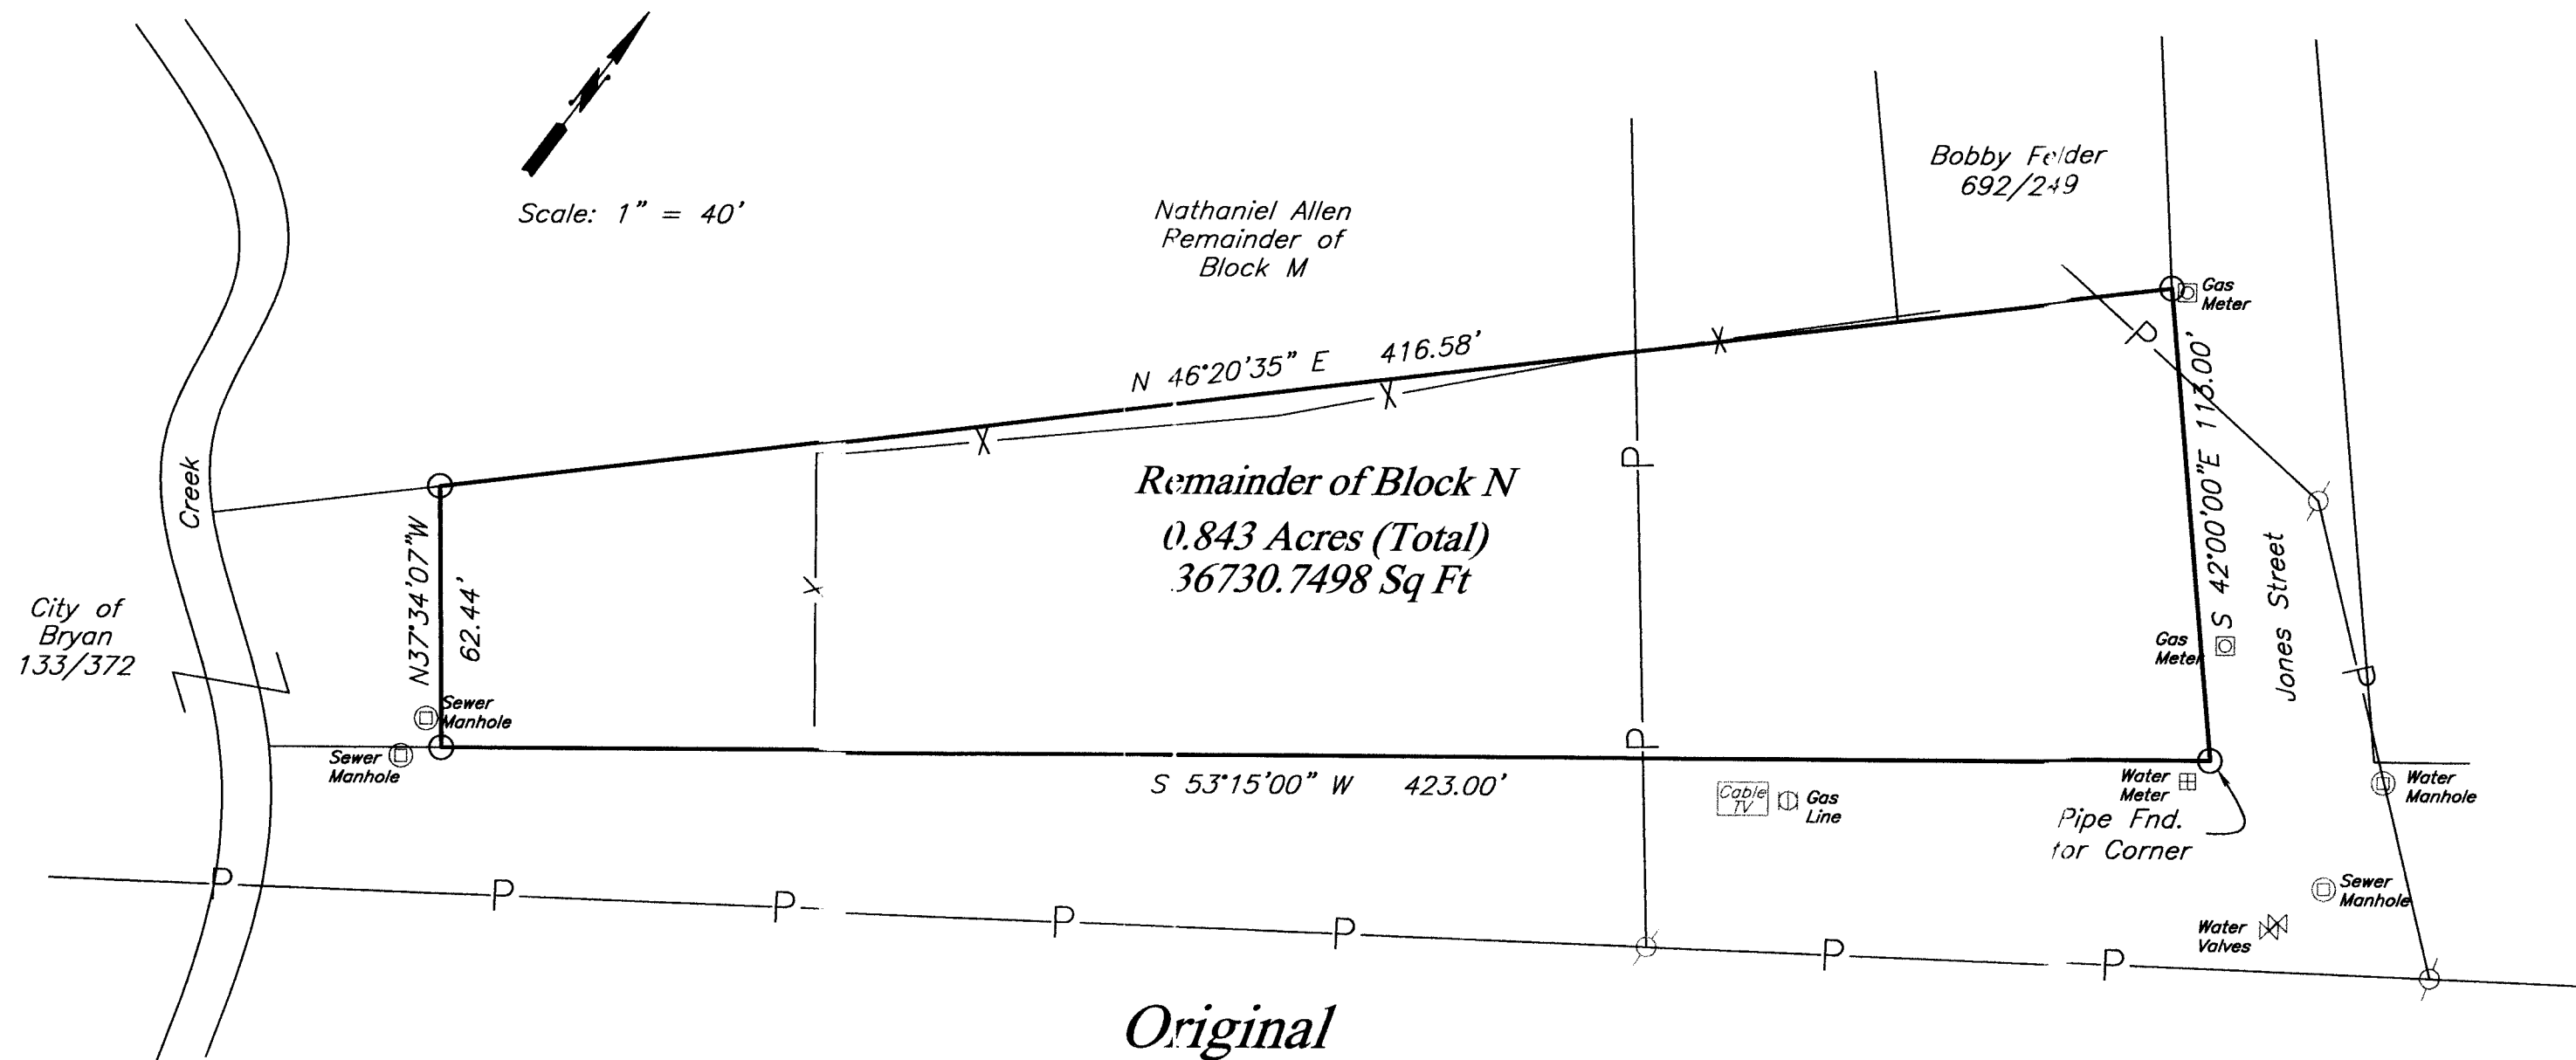 Scale: 1" = 40'
Nathaniel Allen
Remainder of
Block M
Bobby Felder
692/249
Gas
Meter
N 46°20'35" E 416.58'
S 42°00'00"E 113.00'
Creek
N37°34'07"W
62.44'
Remainder of Block N
0.843 Acres (Total)
36730.7498 Sq Ft
City of
Bryan
133/372
Jones Street
Gas
Meter
Sewer
Manhole
Sewer
Manhole
S 53°15'00" W 423.00'
Cable
TV
Gas
Line
Water
Meter
Water
Manhole
Pipe Fnd.
for Corner
Sewer
Manhole
Water
Valves
X
X
X
X
P
P
P
P
P
P
P
P
P
P
P
Original